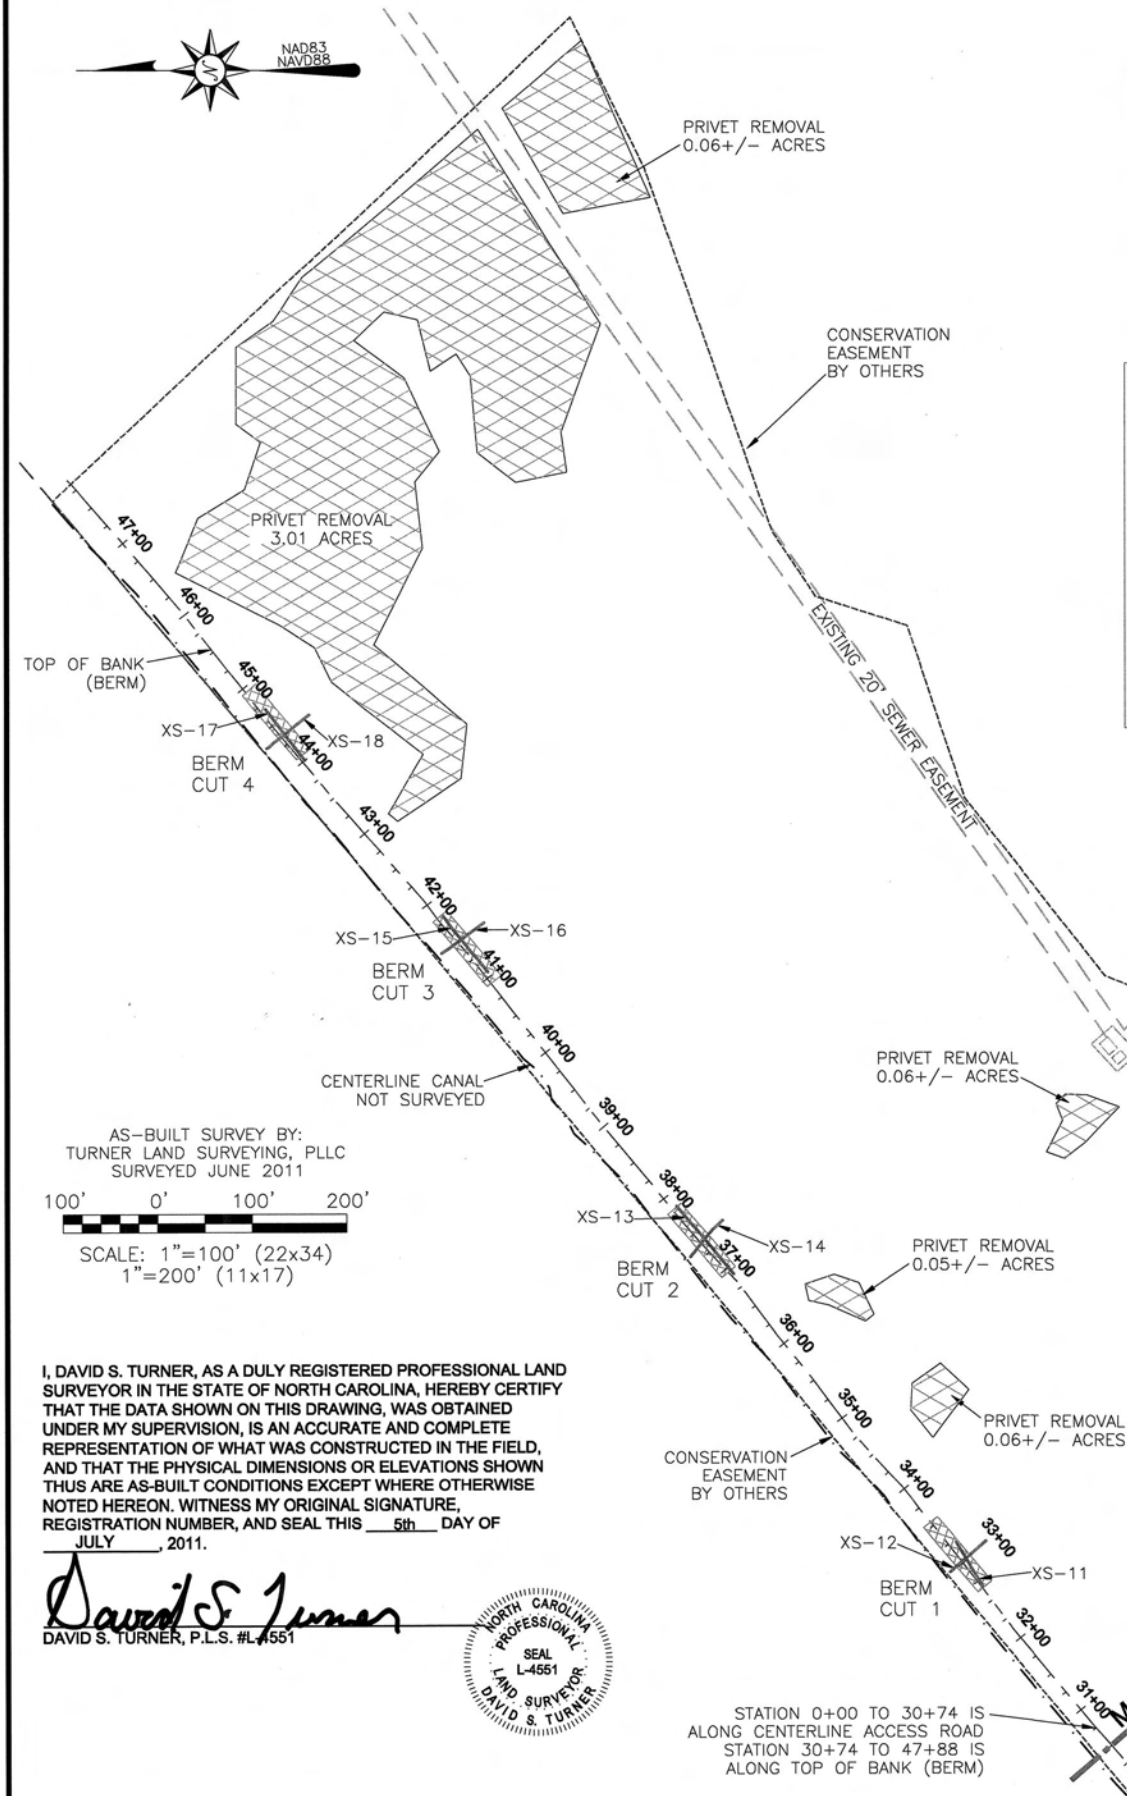 NAD83
NAVD88
N
PRIVET REMOVAL
0.06+/- ACRES
CONSERVATION
EASEMENT
BY OTHERS
PRIVET REMOVAL
3.01 ACRES
47+00
46+00
TOP OF BANK
(BERM)
45+00
XS-17
XS-18
44+00
BERM
CUT 4
EXISTING 20' SEWER EASEMENT
43+00
42+00
XS-15
XS-16
41+00
BERM
CUT 3
40+00
CENTERLINE CANAL
NOT SURVEYED
PRIVET REMOVAL
0.06+/- ACRES
39+00
AS-BUILT SURVEY BY:
TURNER LAND SURVEYING, PLLC
SURVEYED JUNE 2011
100' 0' 100' 200'
SCALE: 1"=100' (22x34)
1"=200' (11x17)
38+00
XS-13
XS-14
37+00
BERM
CUT 2
PRIVET REMOVAL
0.05+/- ACRES
36+00
35+00
PRIVET REMOVAL
0.06+/- ACRES
CONSERVATION
EASEMENT
BY OTHERS
34+00
33+00
XS-12
XS-11
BERM
CUT 1
32+00
31+00
I, DAVID S. TURNER, AS A DULY REGISTERED PROFESSIONAL LAND
SURVEYOR IN THE STATE OF NORTH CAROLINA, HEREBY CERTIFY
THAT THE DATA SHOWN ON THIS DRAWING, WAS OBTAINED
UNDER MY SUPERVISION, IS AN ACCURATE AND COMPLETE
REPRESENTATION OF WHAT WAS CONSTRUCTED IN THE FIELD,
AND THAT THE PHYSICAL DIMENSIONS OR ELEVATIONS SHOWN
THUS ARE AS-BUILT CONDITIONS EXCEPT WHERE OTHERWISE
NOTED HEREON. WITNESS MY ORIGINAL SIGNATURE,
REGISTRATION NUMBER, AND SEAL THIS 5th DAY OF
JULY, 2011.
David S. Turner
DAVID S. TURNER, P.L.S. #L-4551
NORTH CAROLINA
PROFESSIONAL
SEAL
L-4551
LAND SURVEYOR
DAVID S. TURNER
STATION 0+00 TO 30+74 IS
ALONG CENTERLINE ACCESS ROAD
STATION 30+74 TO 47+88 IS
ALONG TOP OF BANK (BERM)